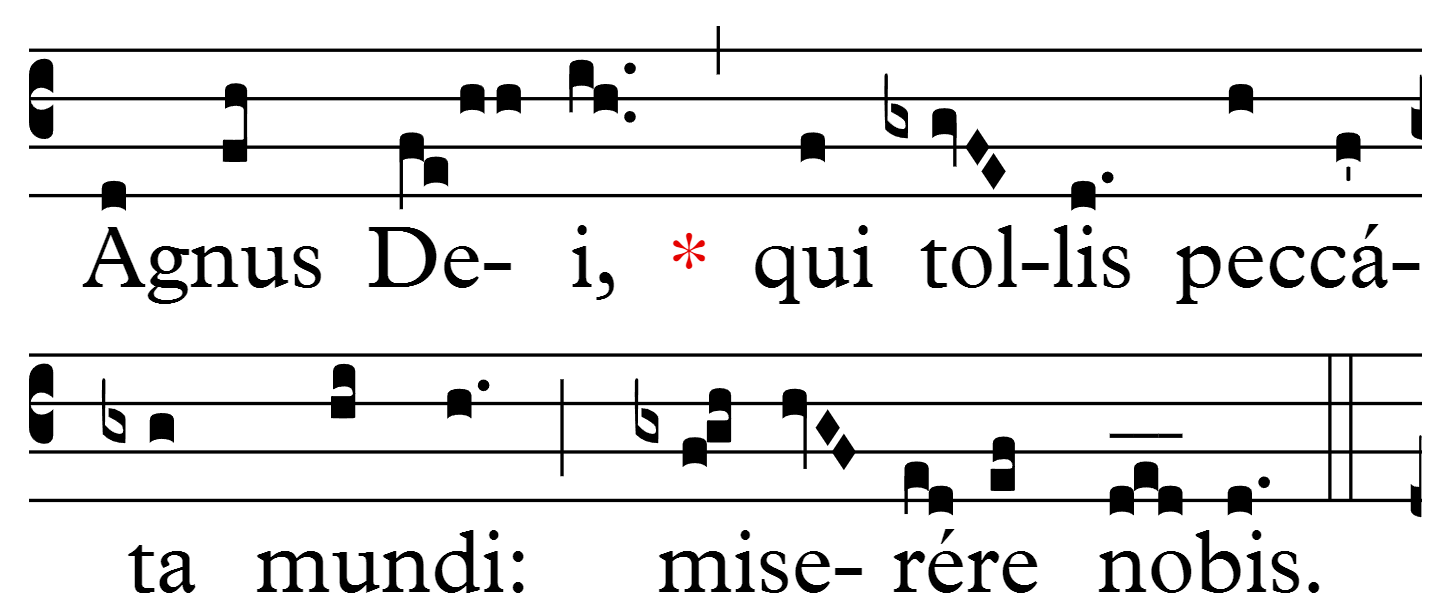 Agnus De- i, * qui tol-lis peccá-
ta mundi: mise- rére nobis.